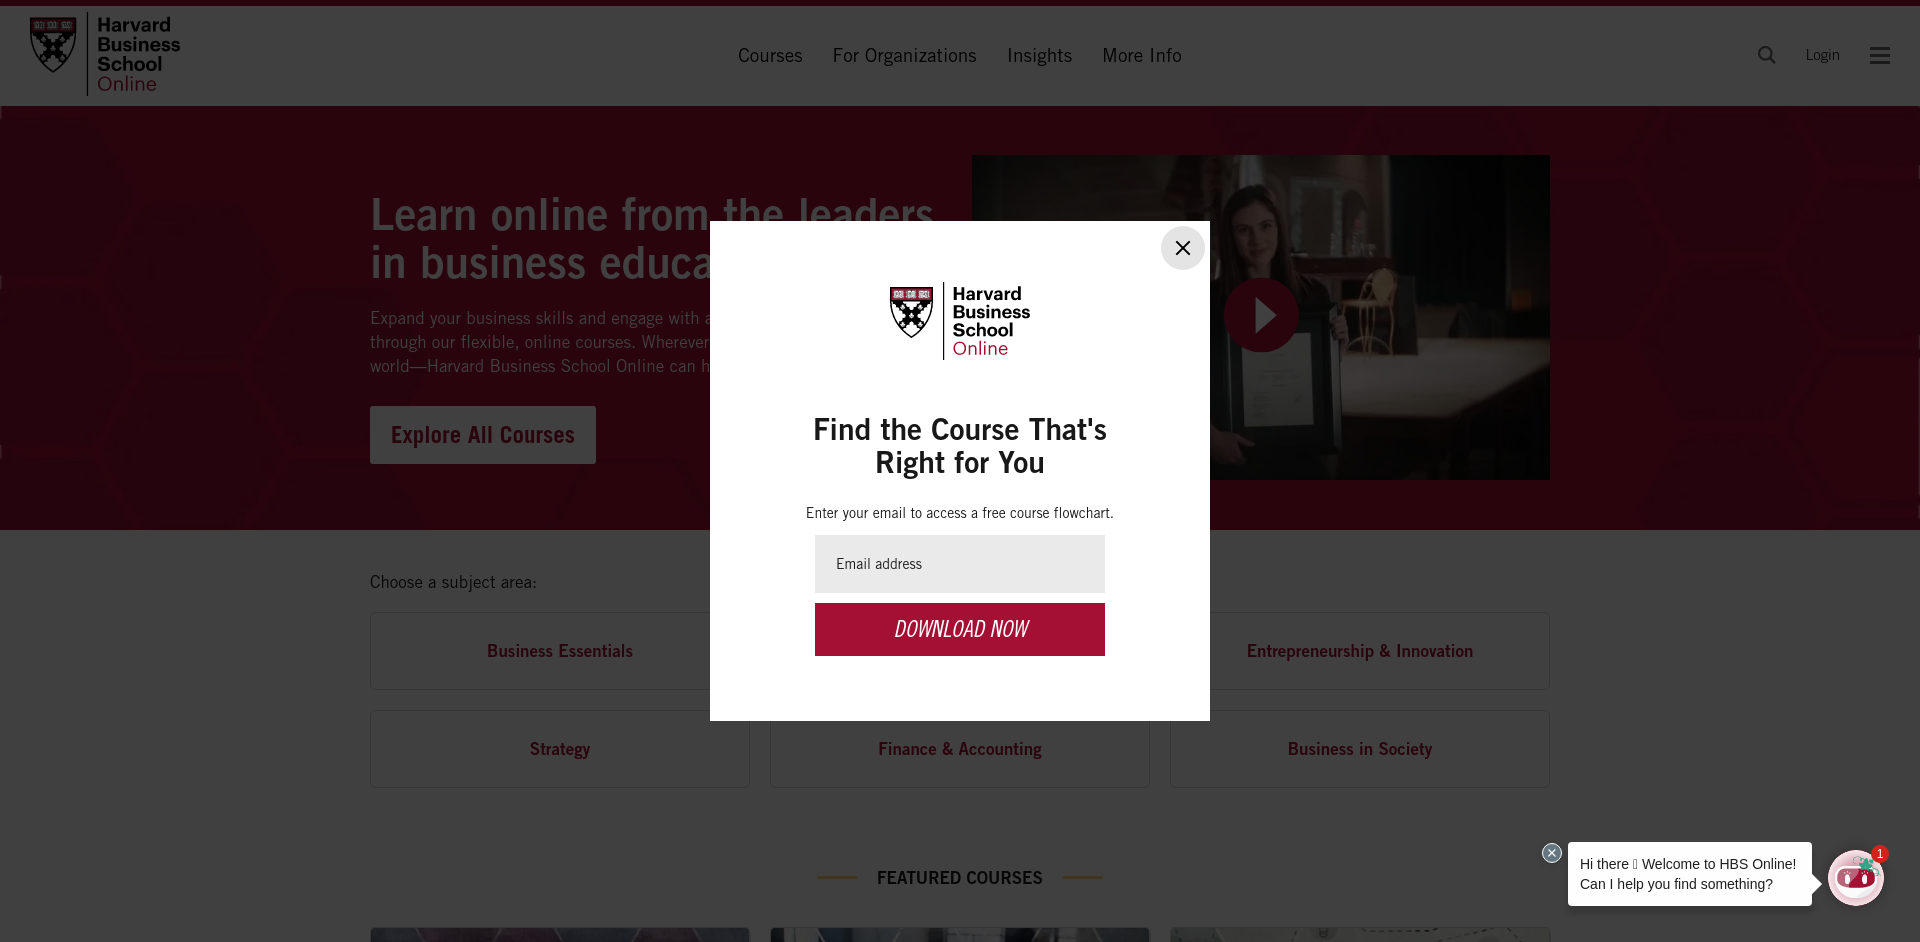 Harvard
Business
School
Online
Courses
For Organizations
Insights
More Info
Login
Learn online from the leaders
in business educa
Expand your business skills and engage with a
through our flexible, online courses. Wherever
world—Harvard Business School Online can h
Explore All Courses
Harvard
Business
School
Online
Find the Course That's
Right for You
Enter your email to access a free course flowchart.
Email address
DOWNLOAD NOW
Choose a subject area:
Business Essentials
Entrepreneurship & Innovation
Strategy
Finance & Accounting
Business in Society
Hi there Welcome to HBS Online!
Can I help you find something?
1
FEATURED COURSES